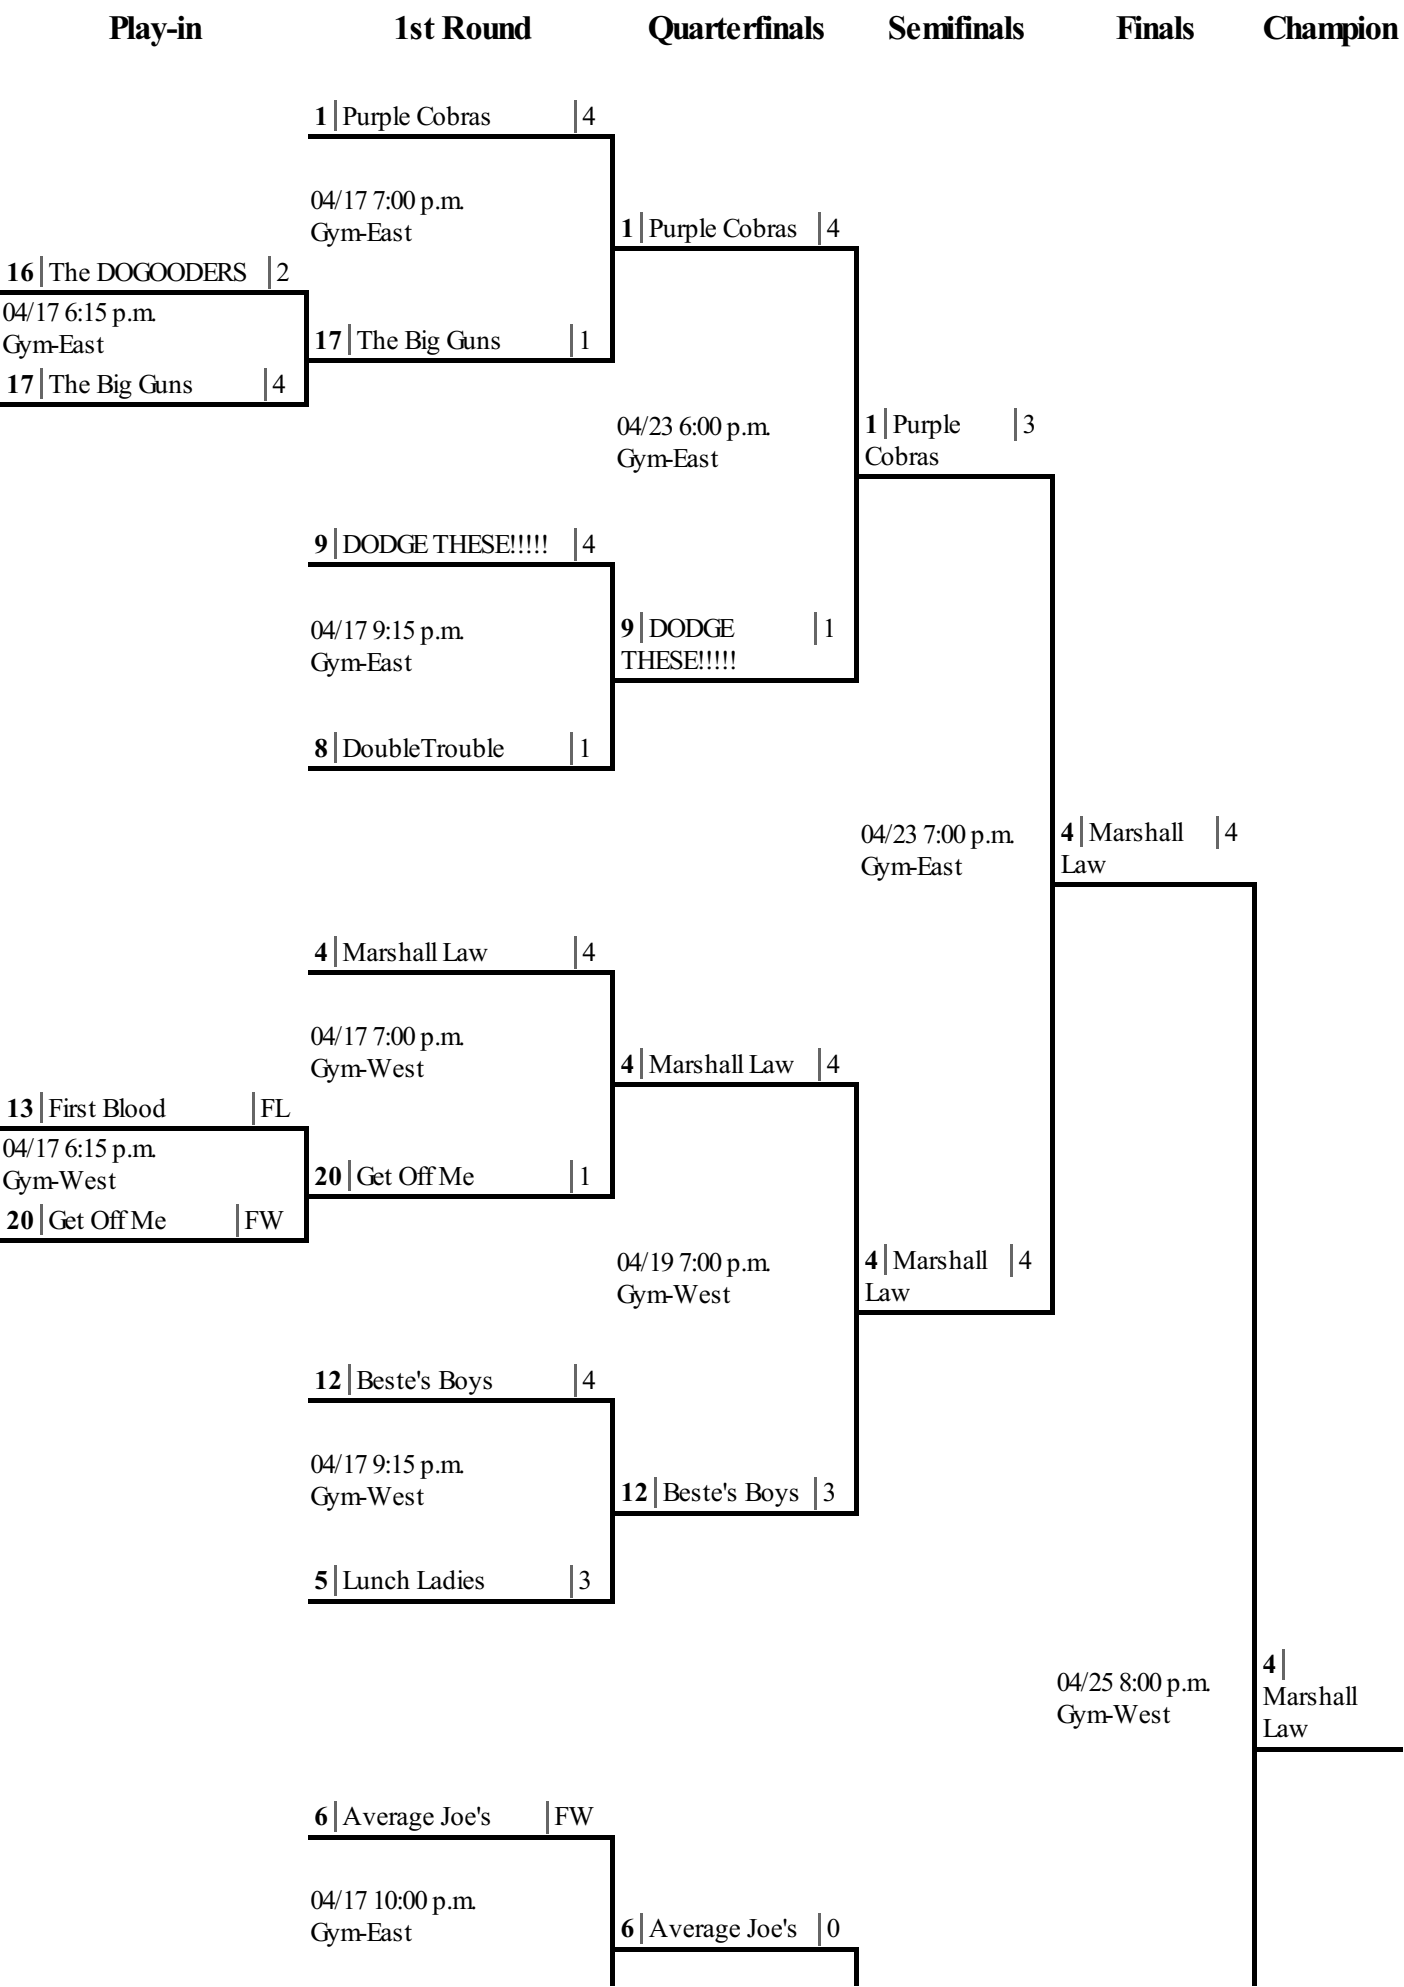 Play-in 1st Round Quarterfinals Semifinals Finals Champion
1 Purple Cobras 4
04/17 7:00 p.m.
Gym-East
1 Purple Cobras 4
16 The DOGOODERS 2
04/17 6:15 p.m.
Gym-East
17 The Big Guns 1
17 The Big Guns 4
04/23 6:00 p.m.
Gym-East
1 Purple 3
Cobras
9 DODGE THESE!!!!! 4
04/17 9:15 p.m.
Gym-East
9 DODGE 1
THESE!!!!!
8 DoubleTrouble 1
04/23 7:00 p.m.
Gym-East
4 Marshall 4
Law
4 Marshall Law 4
04/17 7:00 p.m.
Gym-West
4 Marshall Law 4
13 First Blood FL
04/17 6:15 p.m.
Gym-West
20 Get Off Me 1
20 Get Off Me FW
04/19 7:00 p.m.
Gym-West
4 Marshall 4
Law
12 Beste's Boys 4
04/17 9:15 p.m.
Gym-West
12 Beste's Boys 3
5 Lunch Ladies 3
04/25 8:00 p.m.
Gym-West
4
Marshall
Law
6 Average Joe's FW
04/17 10:00 p.m.
Gym-East
6 Average Joe's 0